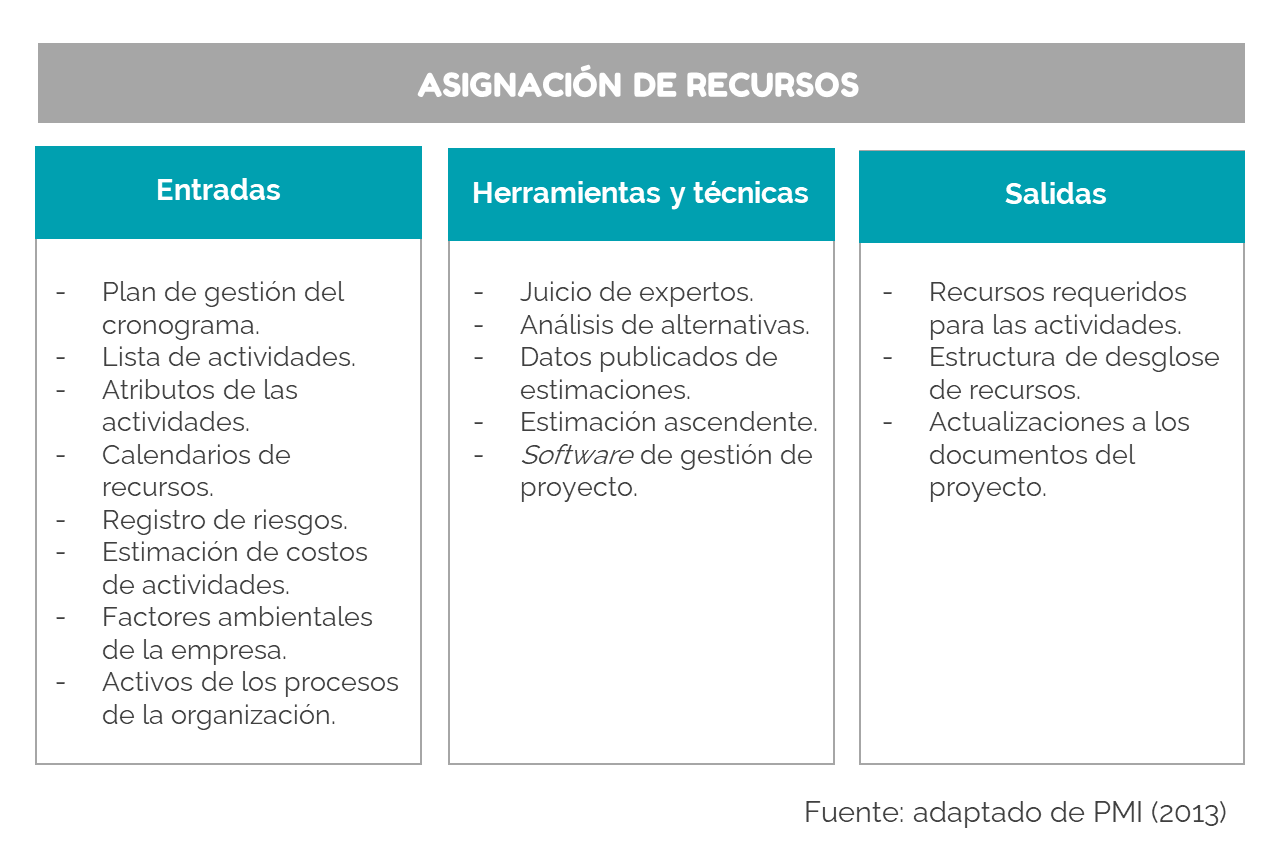 ASIGNACIÓN DE RECURSOS
Entradas
- Plan de gestión del
cronograma.
- Lista de actividades.
- Atributos de las
actividades.
- Calendarios de
recursos.
- Registro de riesgos.
- Estimación de costos
de actividades.
- Factores ambientales
de la empresa.
- Activos de los procesos
de la organización.
Herramientas y técnicas
- Juicio de expertos.
- Análisis de alternativas.
- Datos publicados de
estimaciones.
- Estimación ascendente.
- Software de gestión de
proyecto.
Salidas
- Recursos requeridos
para las actividades.
- Estructura de desglose
de recursos.
- Actualizaciones a los
documentos del
proyecto.
Fuente: adaptado de PMI (2013)